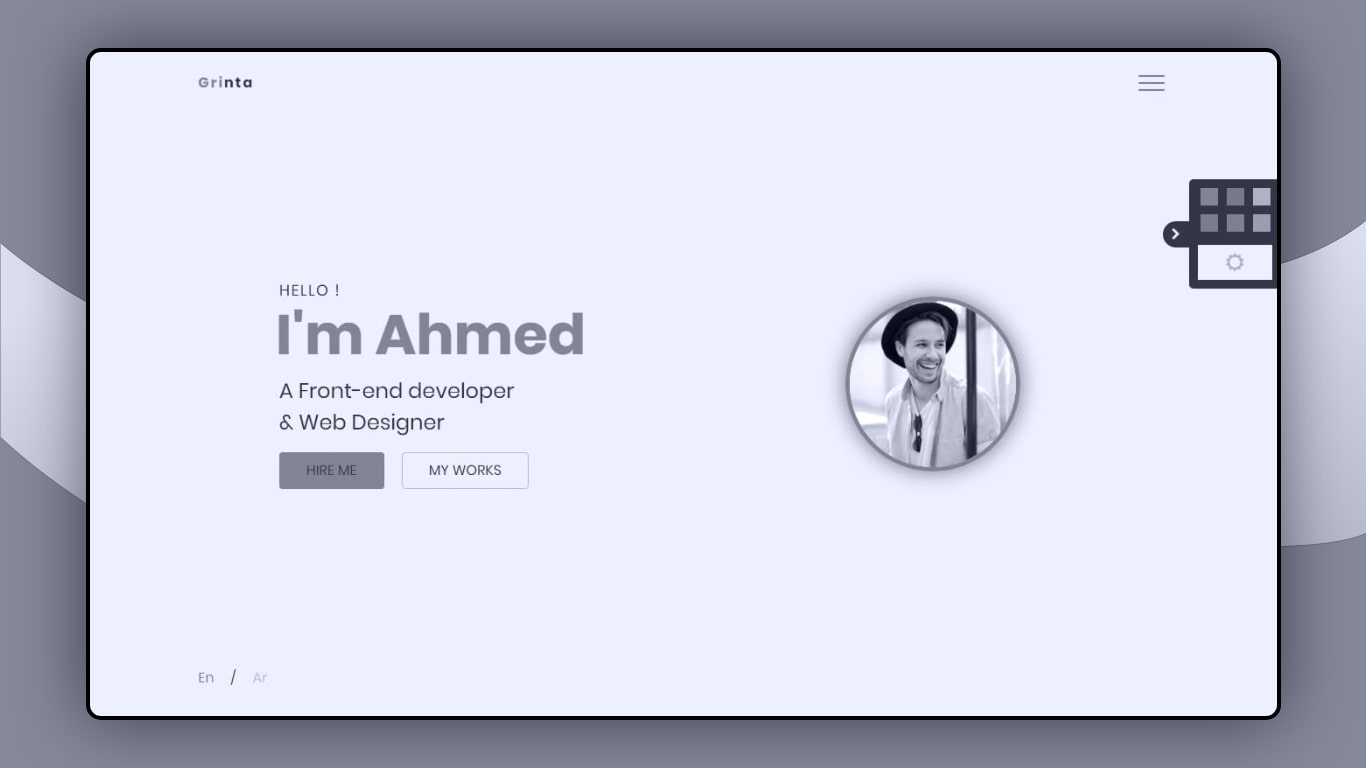 Grinta
HELLO !
I'm Ahmed
A Front-end developer
& Web Designer
HIRE ME
MY WORKS
En / Ar